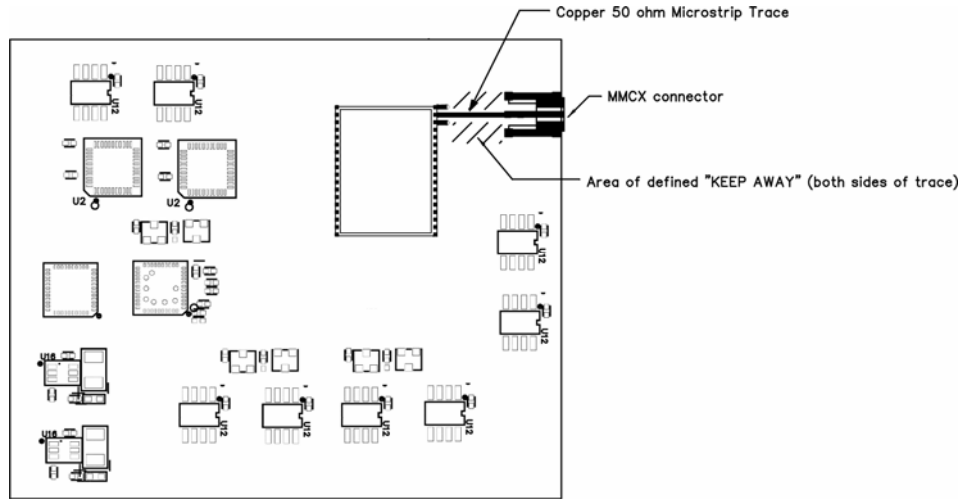 Copper 50 ohm Microstrip Trace
MMCX connector
Area of defined "KEEP AWAY" (both sides of trace)
U12
U12
U2
U2
U12
U12
U16
U12
U12
U12
U12
U16